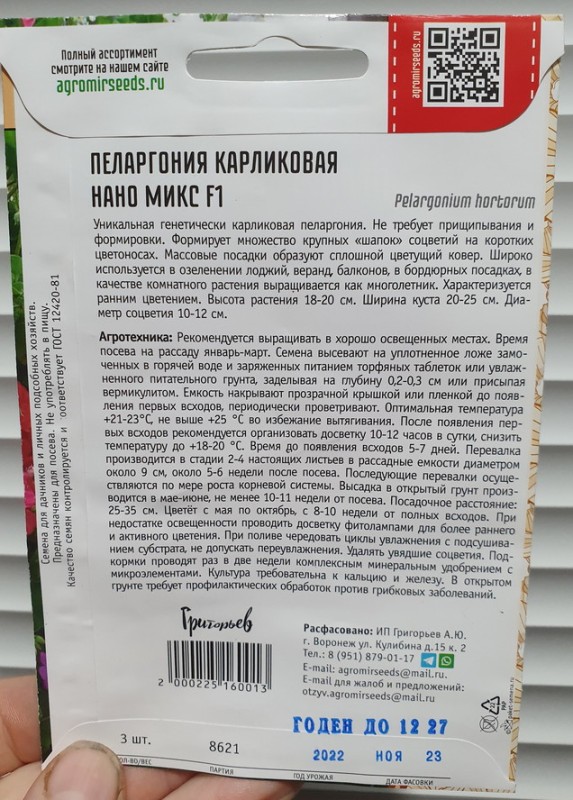 Полный ассортимент
смотрите на нашем сайте
agromirseeds.ru
ПЕЛАРГОНИЯ КАРЛИКОВАЯ
НАНО МИКС F1
Pelargonium hortorum
Уникальная генетически карликовая пеларгония. Не требует прищипывания и
формировки. Формирует множество крупных «шапок» соцветий на коротких
цветоносах. Массовые посадки образуют сплошной цветущий ковер. Широко
используется в озеленении лоджий, веранд, балконов, в бордюрных посадках, в
качестве комнатного растения выращивается как многолетник. Характеризуется
ранним цветением. Высота растения 18-20 см. Ширина куста 20-25 см. Диа-
метр соцветия 10-12 см.
Агротехника: Рекомендуется выращивать в хорошо освещенных местах. Время
посева на рассаду январь-март. Семена высевают на уплотненное ложе замо-
ченных в горячей воде и заряженных питанием торфяных таблеток или увлаж-
ненного питательного грунта, заделывая на глубину 0,2-0,3 см или присыпая
вермикулитом. Емкость накрывают прозрачной крышкой или пленкой до появ-
ления первых всходов, периодически проветривают. Оптимальная температура
+21-23°С, не выше +25 °С во избежание вытягивания. После появления пер-
вых всходов рекомендуется организовать досветку 10-12 часов в сутки, снизить
температуру до +18-20 °С. Время до появления всходов 5-7 дней. Перевалка
производится в стадии 2-4 настоящих листьев в рассадные емкости диаметром
около 9 см, около 5-6 недели после посева. Последующие перевалки осущест-
вляются по мере роста корневой системы. Высадка в открытый грунт произ-
водится в мае-июне, не менее 10-11 недели от посева. Посадочное расстояние:
25-35 см. Цветёт с мая по октябрь, с 8-10 недели от полных всходов. При
недостатке освещенности проводить досветку фитолампами для более раннего
и активного цветения. При поливе чередовать циклы увлажнения с подсушива-
нием субстрата, не допускать переувлажнения. Удалять увядшие соцветия. Под-
кормки проводят раз в две недели комплексным минеральным удобрением с
микроэлементами. Культура требовательна к кальцию и железу. В открытом
грунте требует профилактических обработок против грибковых заболеваний.
Семена для дачников и личных подсобных хозяйств.
Предназначены для посева. Не употреблять в пищу.
Качество семян контролируется и соответствует ГОСТ 12420-81
Григорьев
2 000225 160013
Расфасовано: ИП Григорьев А.Ю.
г. Воронеж ул. Кулибина д.15 к. 2
Тел.: 8 (951) 879-01-17
E-mail: agromirseeds@mail.ru
E-mail для жалоб и предложений:
otzyv.agromirseeds@mail.ru
ГОДЕН ДО 12 27
3 шт.
8621
2022 НОЯ 23
КОЛ-ВО/ВЕС
ПАРТИЯ
ГОД УРОЖАЯ
ДАТА ФАСОВКИ